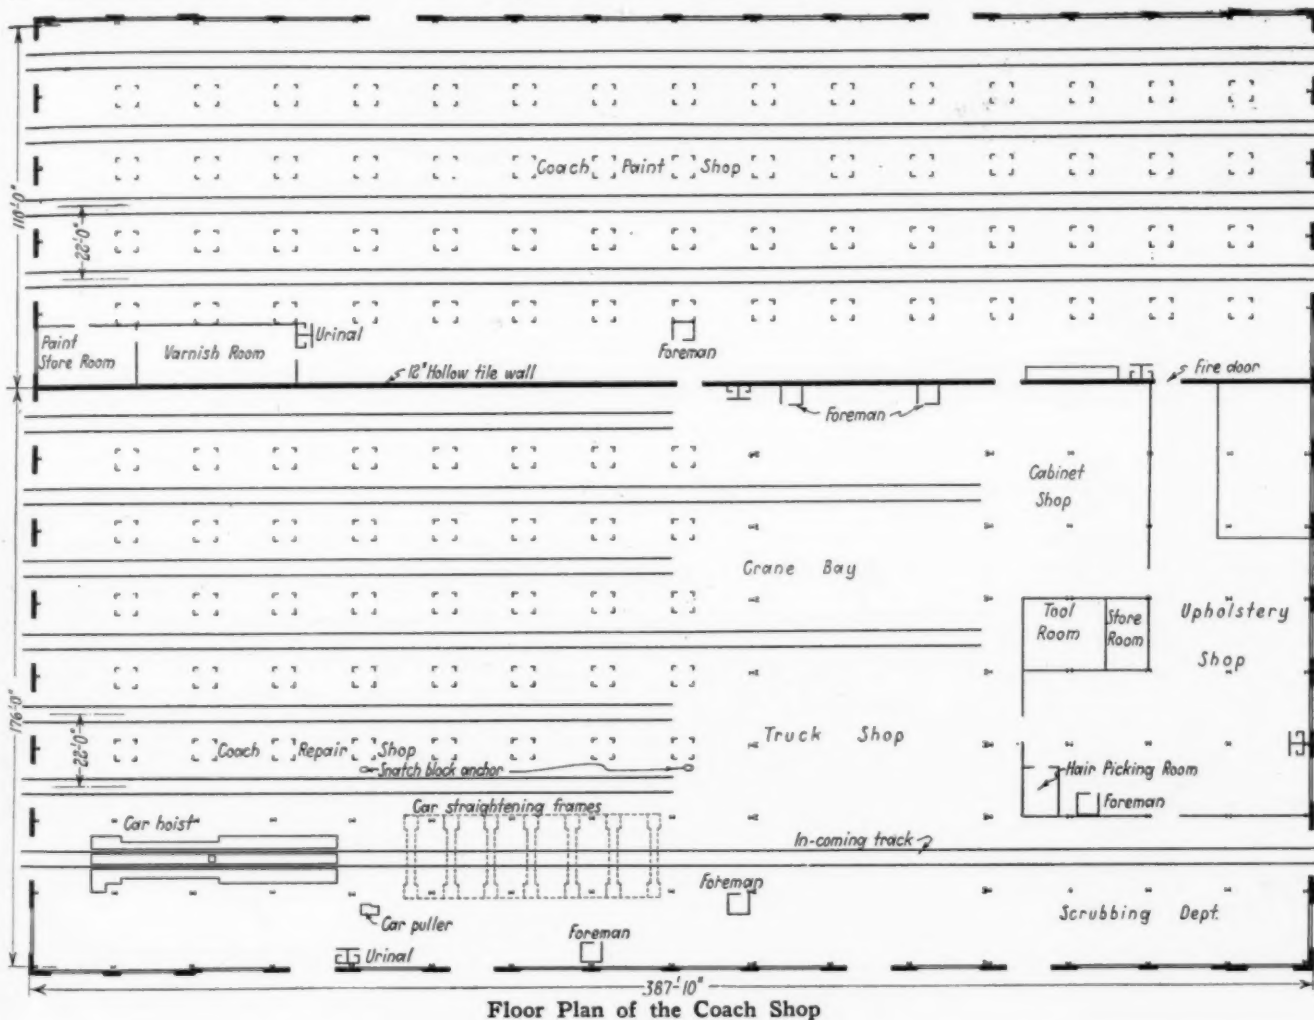 110'-0"
Coach Paint Shop
22'-0"
Paint
Store Room
Varnish Room
Urinal
Foreman
12" Hollow tile wall
Fire door
Foreman
Cabinet
Shop
Crane Bay
Tool
Room
Store
Room
Upholstery
Shop
176'-0"
22'-0"
Coach Repair Shop
Truck Shop
Snatch block anchor
Hair Picking Room
Foreman
Car straightening frames
Car hoist
In-coming track
Foreman
Scrubbing Dept.
Car puller
Foreman
Urinal
387'-10"
Floor Plan of the Coach Shop